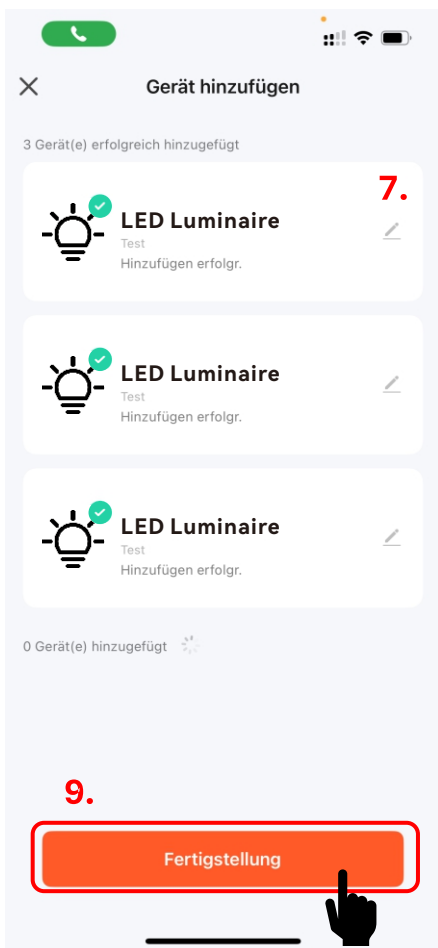 Gerät hinzufügen
3 Gerät(e) erfolgreich hinzugefügt
7.
LED Luminaire
Test
Hinzufügen erfolgr.
LED Luminaire
Test
Hinzufügen erfolgr.
LED Luminaire
Test
Hinzufügen erfolgr.
0 Gerät(e) hinzugefügt
9.
Fertigstellung